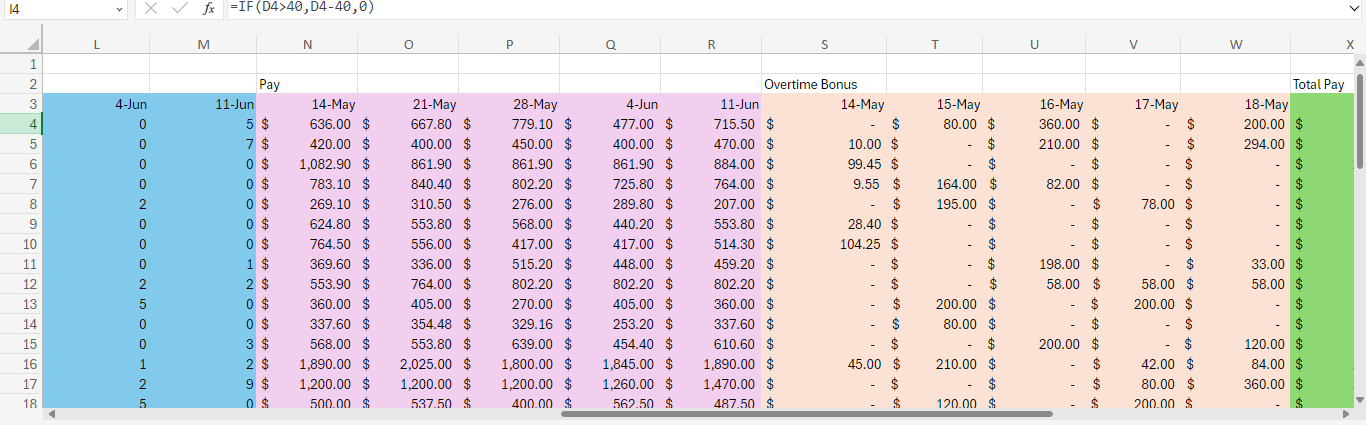 I4 fx =IF(D4>40,D4-40,0)
L M N O P Q R S T U V W X
1
2 Pay Overtime Bonus Total Pay
3 4-Jun 11-Jun 14-May 21-May 28-May 4-Jun 11-Jun 14-May 15-May 16-May 17-May 18-May
4 0 5 $ 636.00 $ 667.80 $ 779.10 $ 477.00 $ 715.50 $ - $ 80.00 $ 360.00 $ - $ 200.00 $
5 0 7 $ 420.00 $ 400.00 $ 450.00 $ 400.00 $ 470.00 $ 10.00 $ - $ 210.00 $ - $ 294.00 $
6 0 0 $ 1,082.90 $ 861.90 $ 861.90 $ 861.90 $ 884.00 $ 99.45 $ - $ - $ - $ - $
7 0 0 $ 783.10 $ 840.40 $ 802.20 $ 725.80 $ 764.00 $ 9.55 $ 164.00 $ 82.00 $ - $ - $
8 2 0 $ 269.10 $ 310.50 $ 276.00 $ 289.80 $ 207.00 $ - $ 195.00 $ - $ 78.00 $ - $
9 0 0 $ 624.80 $ 553.80 $ 568.00 $ 440.20 $ 553.80 $ 28.40 $ - $ - $ - $ - $
10 0 0 $ 764.50 $ 556.00 $ 417.00 $ 417.00 $ 514.30 $ 104.25 $ - $ - $ - $ - $
11 0 1 $ 369.60 $ 336.00 $ 515.20 $ 448.00 $ 459.20 $ - $ - $ 198.00 $ - $ 33.00 $
12 2 2 $ 553.90 $ 764.00 $ 802.20 $ 802.20 $ 802.20 $ - $ - $ 58.00 $ 58.00 $ 58.00 $
13 5 0 $ 360.00 $ 405.00 $ 270.00 $ 405.00 $ 360.00 $ - $ 200.00 $ - $ 200.00 $ - $
14 0 0 $ 337.60 $ 354.48 $ 329.16 $ 253.20 $ 337.60 $ - $ 80.00 $ - $ - $ - $
15 0 3 $ 568.00 $ 553.80 $ 639.00 $ 454.40 $ 610.60 $ - $ - $ 200.00 $ - $ 120.00 $
16 1 2 $ 1,890.00 $ 2,025.00 $ 1,800.00 $ 1,845.00 $ 1,890.00 $ 45.00 $ 210.00 $ - $ 42.00 $ 84.00 $
17 2 9 $ 1,200.00 $ 1,200.00 $ 1,200.00 $ 1,260.00 $ 1,470.00 $ - $ - $ - $ 80.00 $ 360.00 $
18 5 0 $ 500.00 $ 537.50 $ 400.00 $ 562.50 $ 487.50 $ - $ 120.00 $ - $ 200.00 $ - $